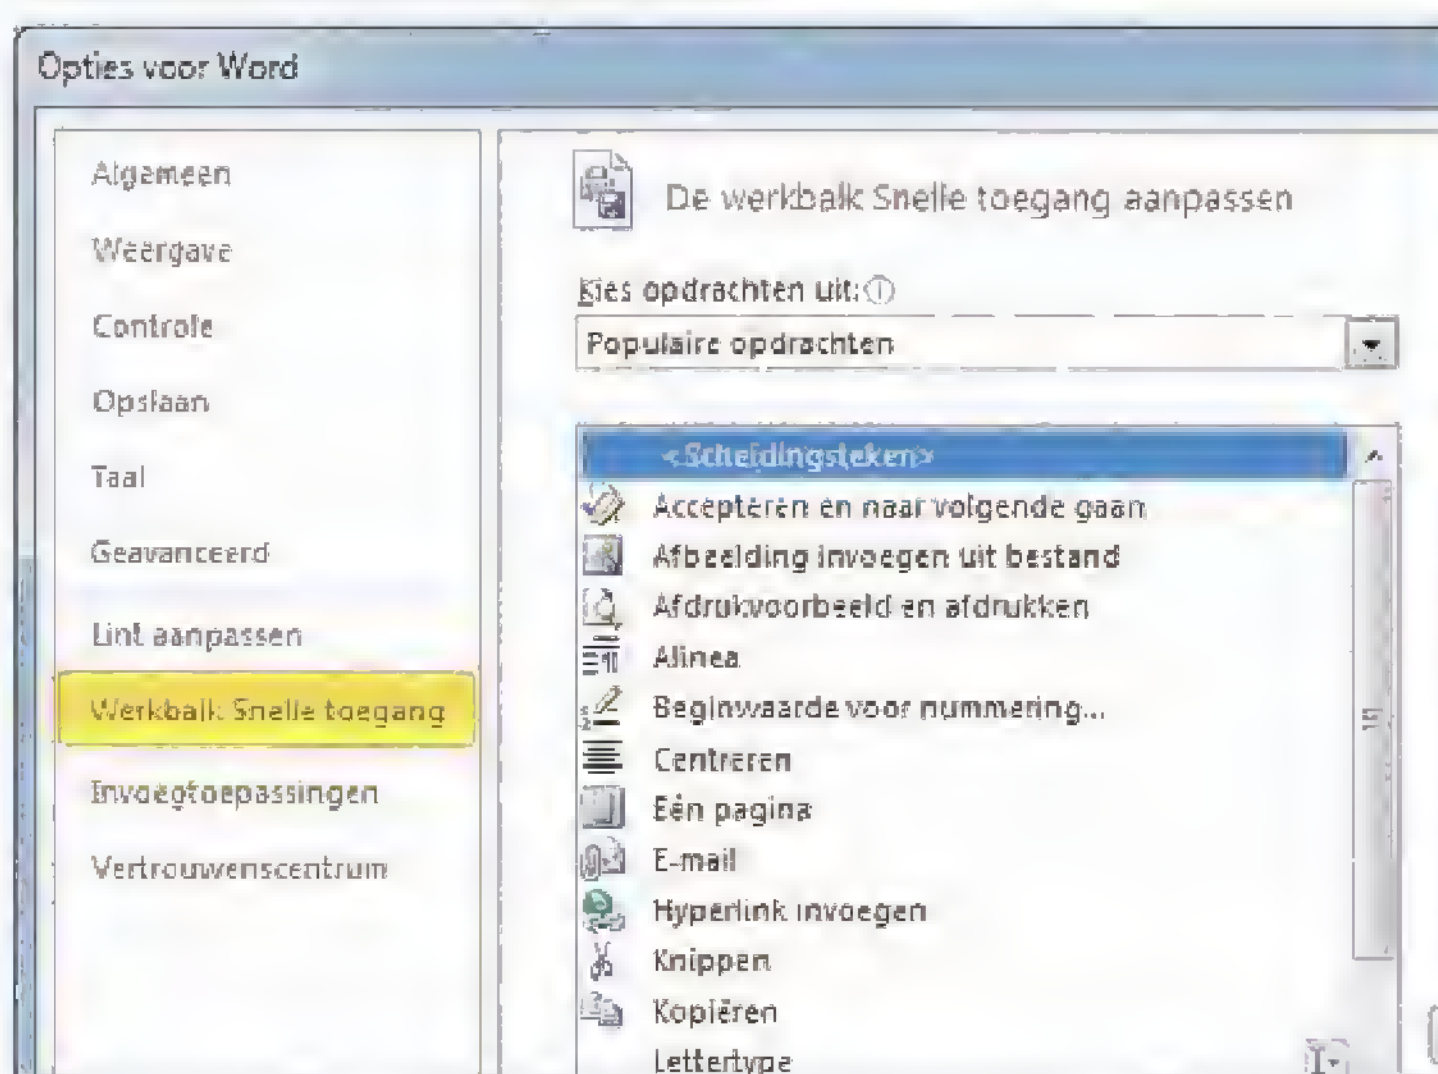 Opties voor Word
Algemeen
Weergave
Controle
Opslaan
Taal
Geavanceerd
Lint aanpassen
Werkbalk Snelle toegang
Invoegtoepassingen
Vertrouwenscentrum
De werkbalk Snelle toegang aanpassen
Kies opdrachten uit:
Populaire opdrachten
<Scheidingsteken>
Accepteren en naar volgende gaan
Afbeelding invoegen uit bestand
Afdrukvoorbeeld en afdrukken
Alinea
Beginwaarde voor nummering...
Centreren
Eén pagina
E-mail
Hyperlink invoegen
Knippen
Kopiëren
Lettertype